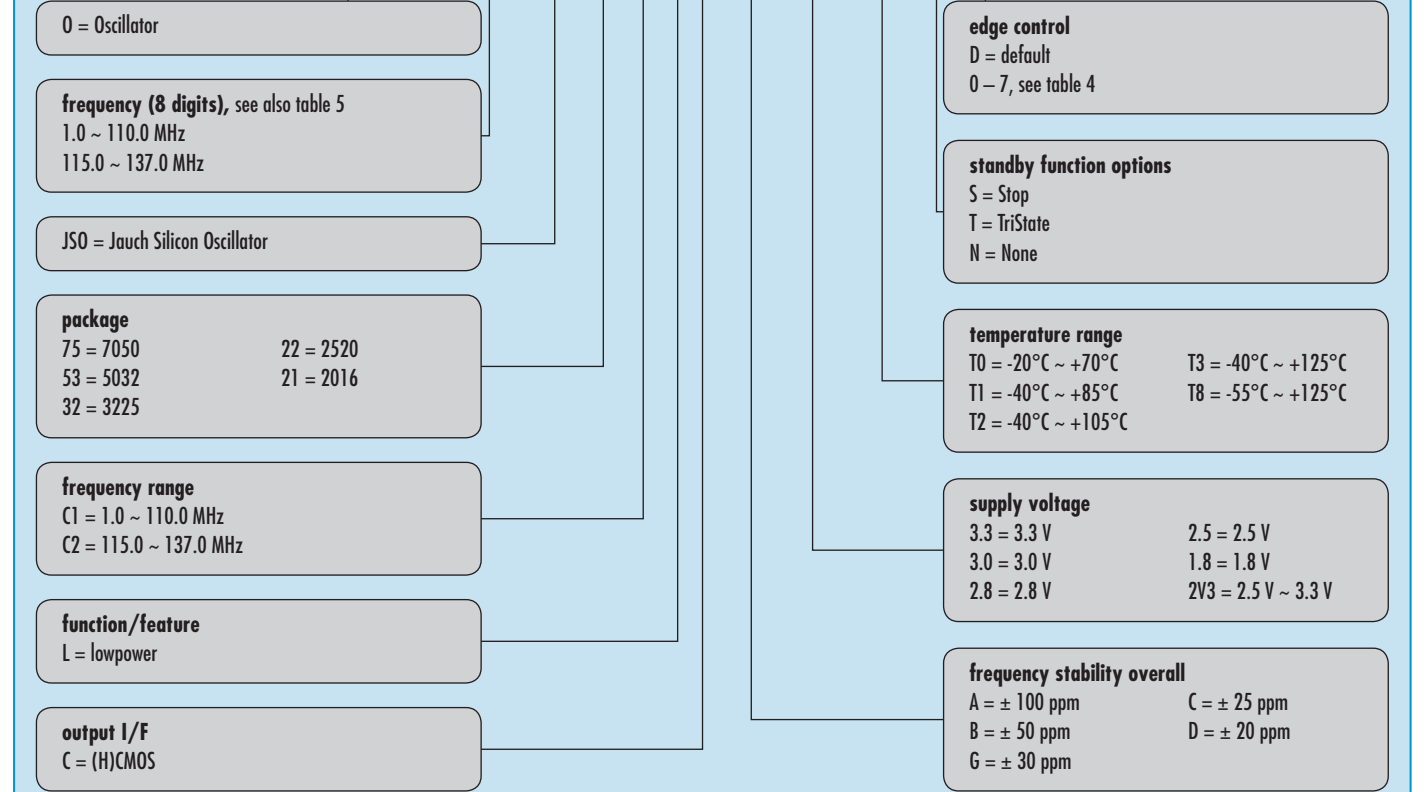 O = Oscillator
frequency (8 digits), see also table 5
1.0 ~ 110.0 MHz
115.0 ~ 137.0 MHz
JSO = Jauch Silicon Oscillator
package
75 = 7050 22 = 2520
53 = 5032 21 = 2016
32 = 3225
frequency range
C1 = 1.0 ~ 110.0 MHz
C2 = 115.0 ~ 137.0 MHz
function/feature
L = lowpower
output I/F
C = (H)CMOS
edge control
D = default
0 – 7, see table 4
standby function options
S = Stop
T = TriState
N = None
temperature range
T0 = -20°C ~ +70°C T3 = -40°C ~ +125°C
T1 = -40°C ~ +85°C T8 = -55°C ~ +125°C
T2 = -40°C ~ +105°C
supply voltage
3.3 = 3.3 V 2.5 = 2.5 V
3.0 = 3.0 V 1.8 = 1.8 V
2.8 = 2.8 V 2V3 = 2.5 V ~ 3.3 V
frequency stability overall
A = ± 100 ppm C = ± 25 ppm
B = ± 50 ppm D = ± 20 ppm
G = ± 30 ppm